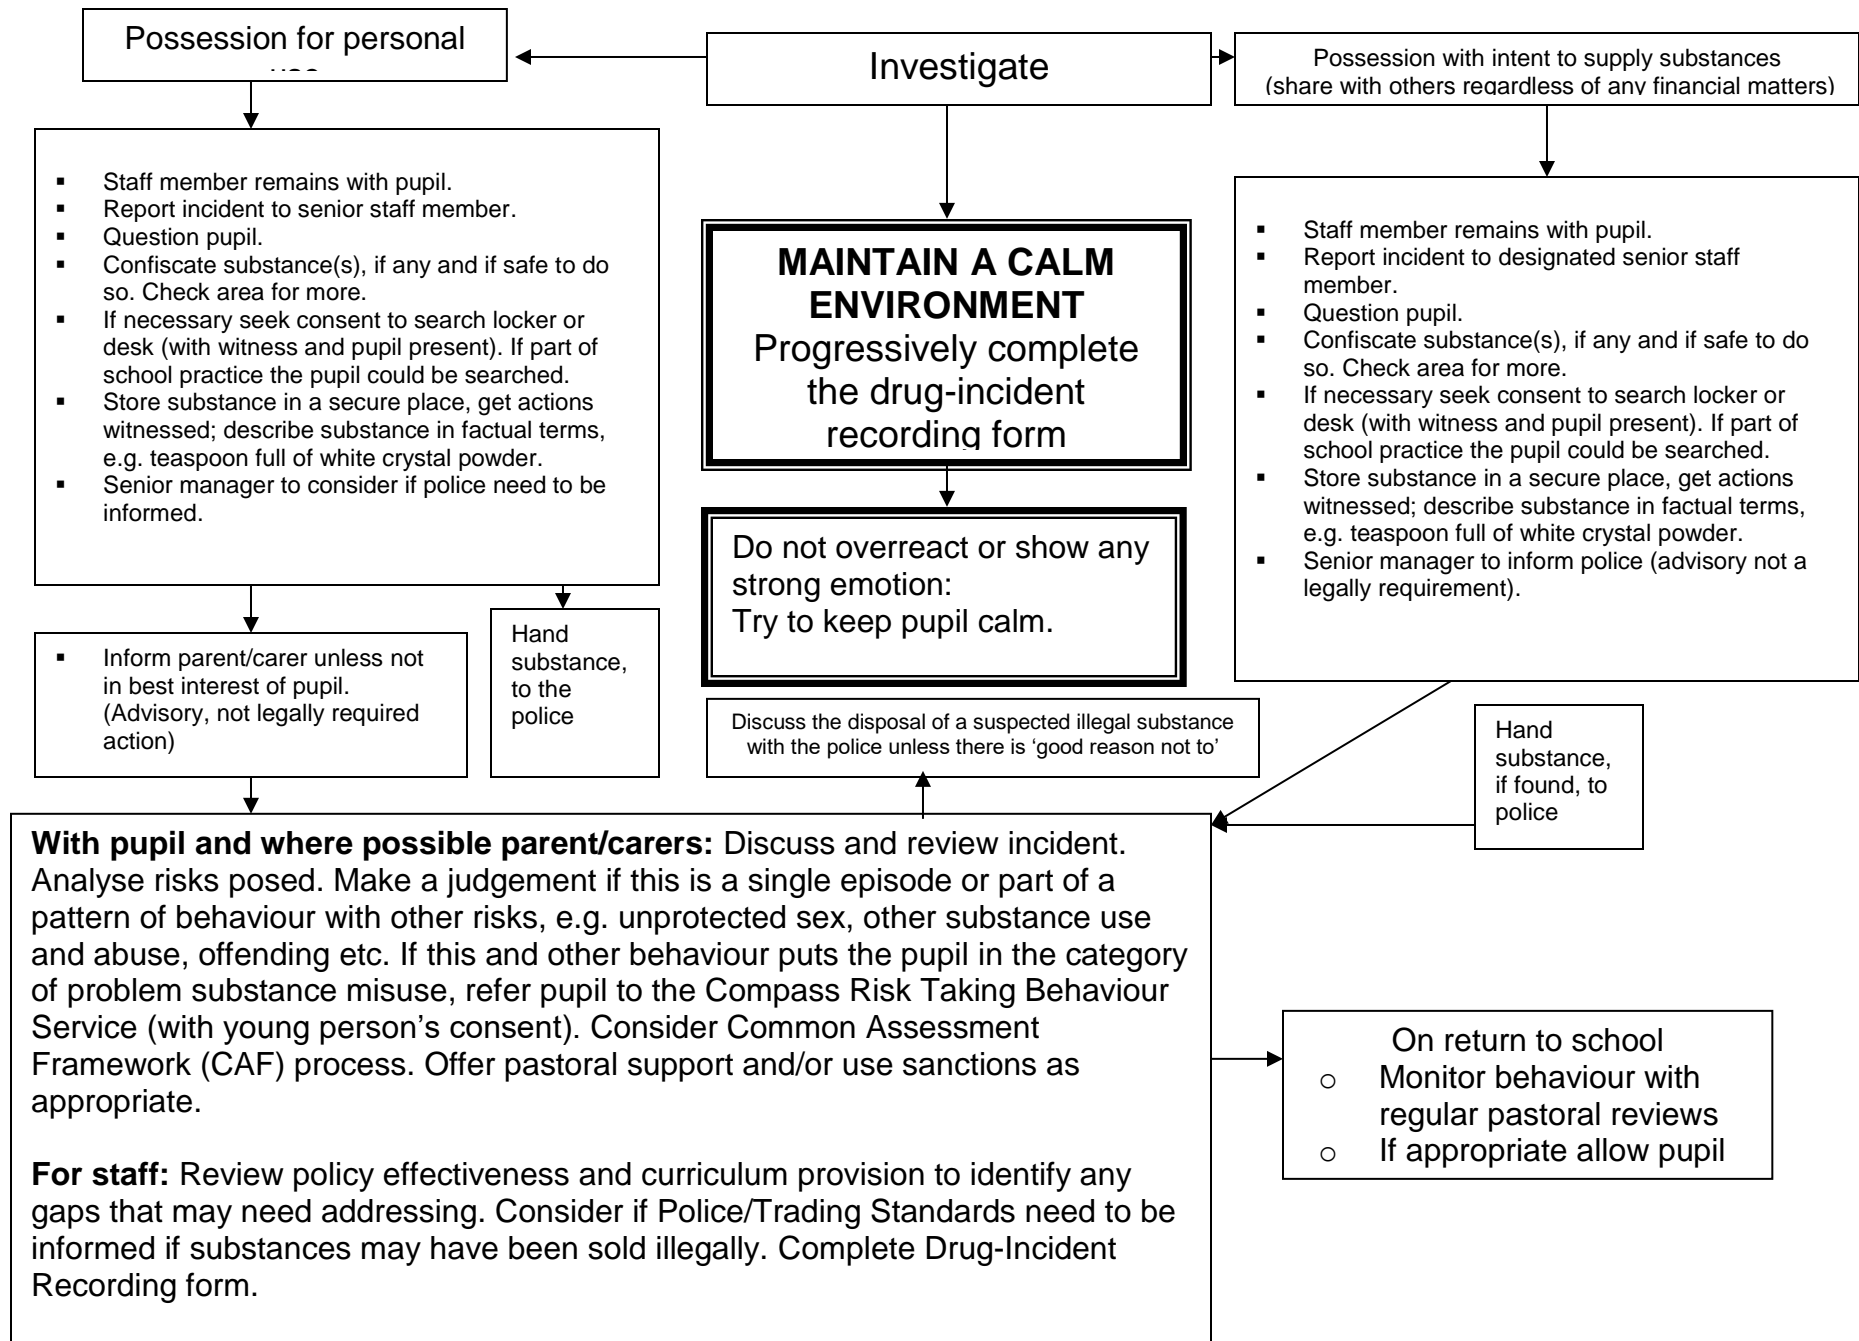 Possession for personal
Investigate
Possession with intent to supply substances
(share with others regardless of any financial matters)
▪ Staff member remains with pupil.
▪ Report incident to senior staff member.
▪ Question pupil.
▪ Confiscate substance(s), if any and if safe to do
so. Check area for more.
▪ If necessary seek consent to search locker or
desk (with witness and pupil present). If part of
school practice the pupil could be searched.
▪ Store substance in a secure place, get actions
witnessed; describe substance in factual terms,
e.g. teaspoon full of white crystal powder.
▪ Senior manager to consider if police need to be
informed.
MAINTAIN A CALM
ENVIRONMENT
Progressively complete
the drug-incident
recording form
▪ Staff member remains with pupil.
▪ Report incident to designated senior staff
member.
▪ Question pupil.
▪ Confiscate substance(s), if any and if safe to do
so. Check area for more.
▪ If necessary seek consent to search locker or
desk (with witness and pupil present). If part of
school practice the pupil could be searched.
▪ Store substance in a secure place, get actions
witnessed; describe substance in factual terms,
e.g. teaspoon full of white crystal powder.
▪ Senior manager to inform police (advisory not a
legally requirement).
Do not overreact or show any
strong emotion:
Try to keep pupil calm.
▪ Inform parent/carer unless not
in best interest of pupil.
(Advisory, not legally required
action)
Hand
substance,
to the
police
Discuss the disposal of a suspected illegal substance
with the police unless there is ‘good reason not to’
Hand
substance,
if found, to
police
With pupil and where possible parent/carers: Discuss and review incident.
Analyse risks posed. Make a judgement if this is a single episode or part of a
pattern of behaviour with other risks, e.g. unprotected sex, other substance use
and abuse, offending etc. If this and other behaviour puts the pupil in the category
of problem substance misuse, refer pupil to the Compass Risk Taking Behaviour
Service (with young person’s consent). Consider Common Assessment
Framework (CAF) process. Offer pastoral support and/or use sanctions as
appropriate.
For staff: Review policy effectiveness and curriculum provision to identify any
gaps that may need addressing. Consider if Police/Trading Standards need to be
informed if substances may have been sold illegally. Complete Drug-Incident
Recording form.
On return to school
o Monitor behaviour with
regular pastoral reviews
o If appropriate allow pupil